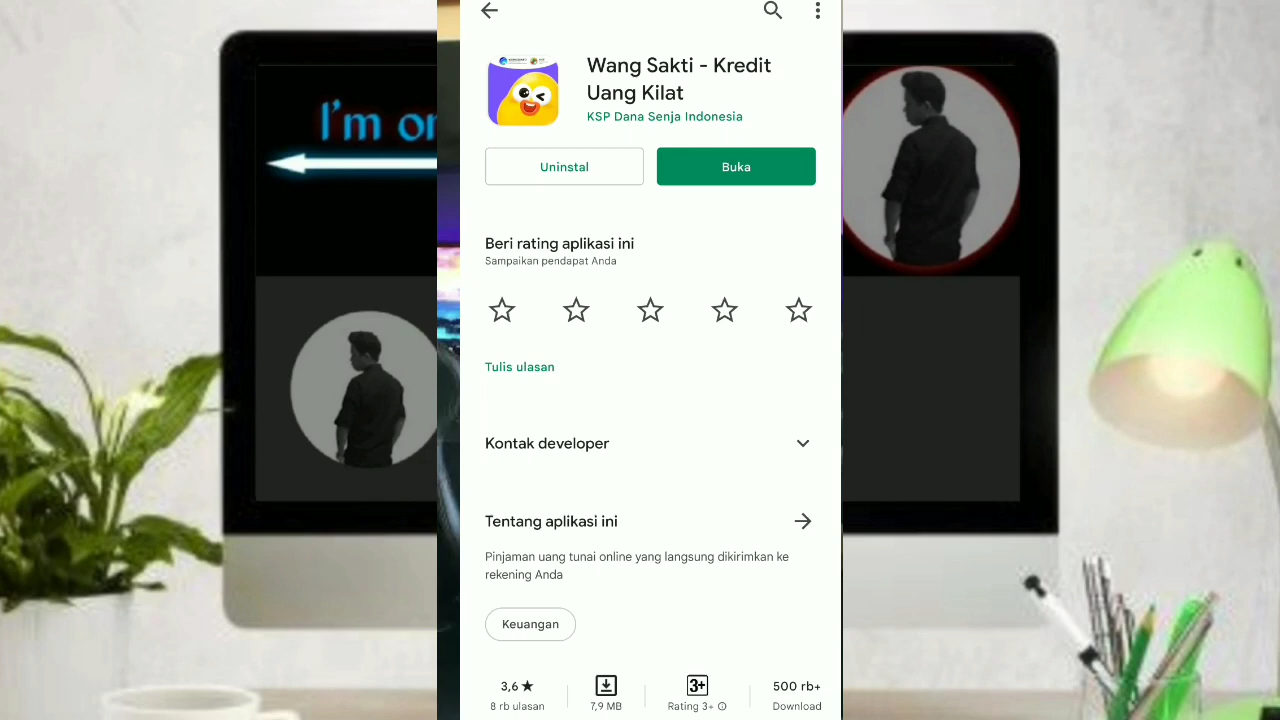 I'm or
Wang Sakti - Kredit
Uang Kilat
KSP Dana Senja Indonesia
Uninstal
Buka
Beri rating aplikasi ini
Sampaikan pendapat Anda
Tulis ulasan
Kontak developer
Tentang aplikasi ini
Pinjaman uang tunai online yang langsung dikirimkan ke
rekening Anda
Keuangan
3,6★
8 rb ulasan
7,9 MB
3+
Rating 3+
500 rb+
Download